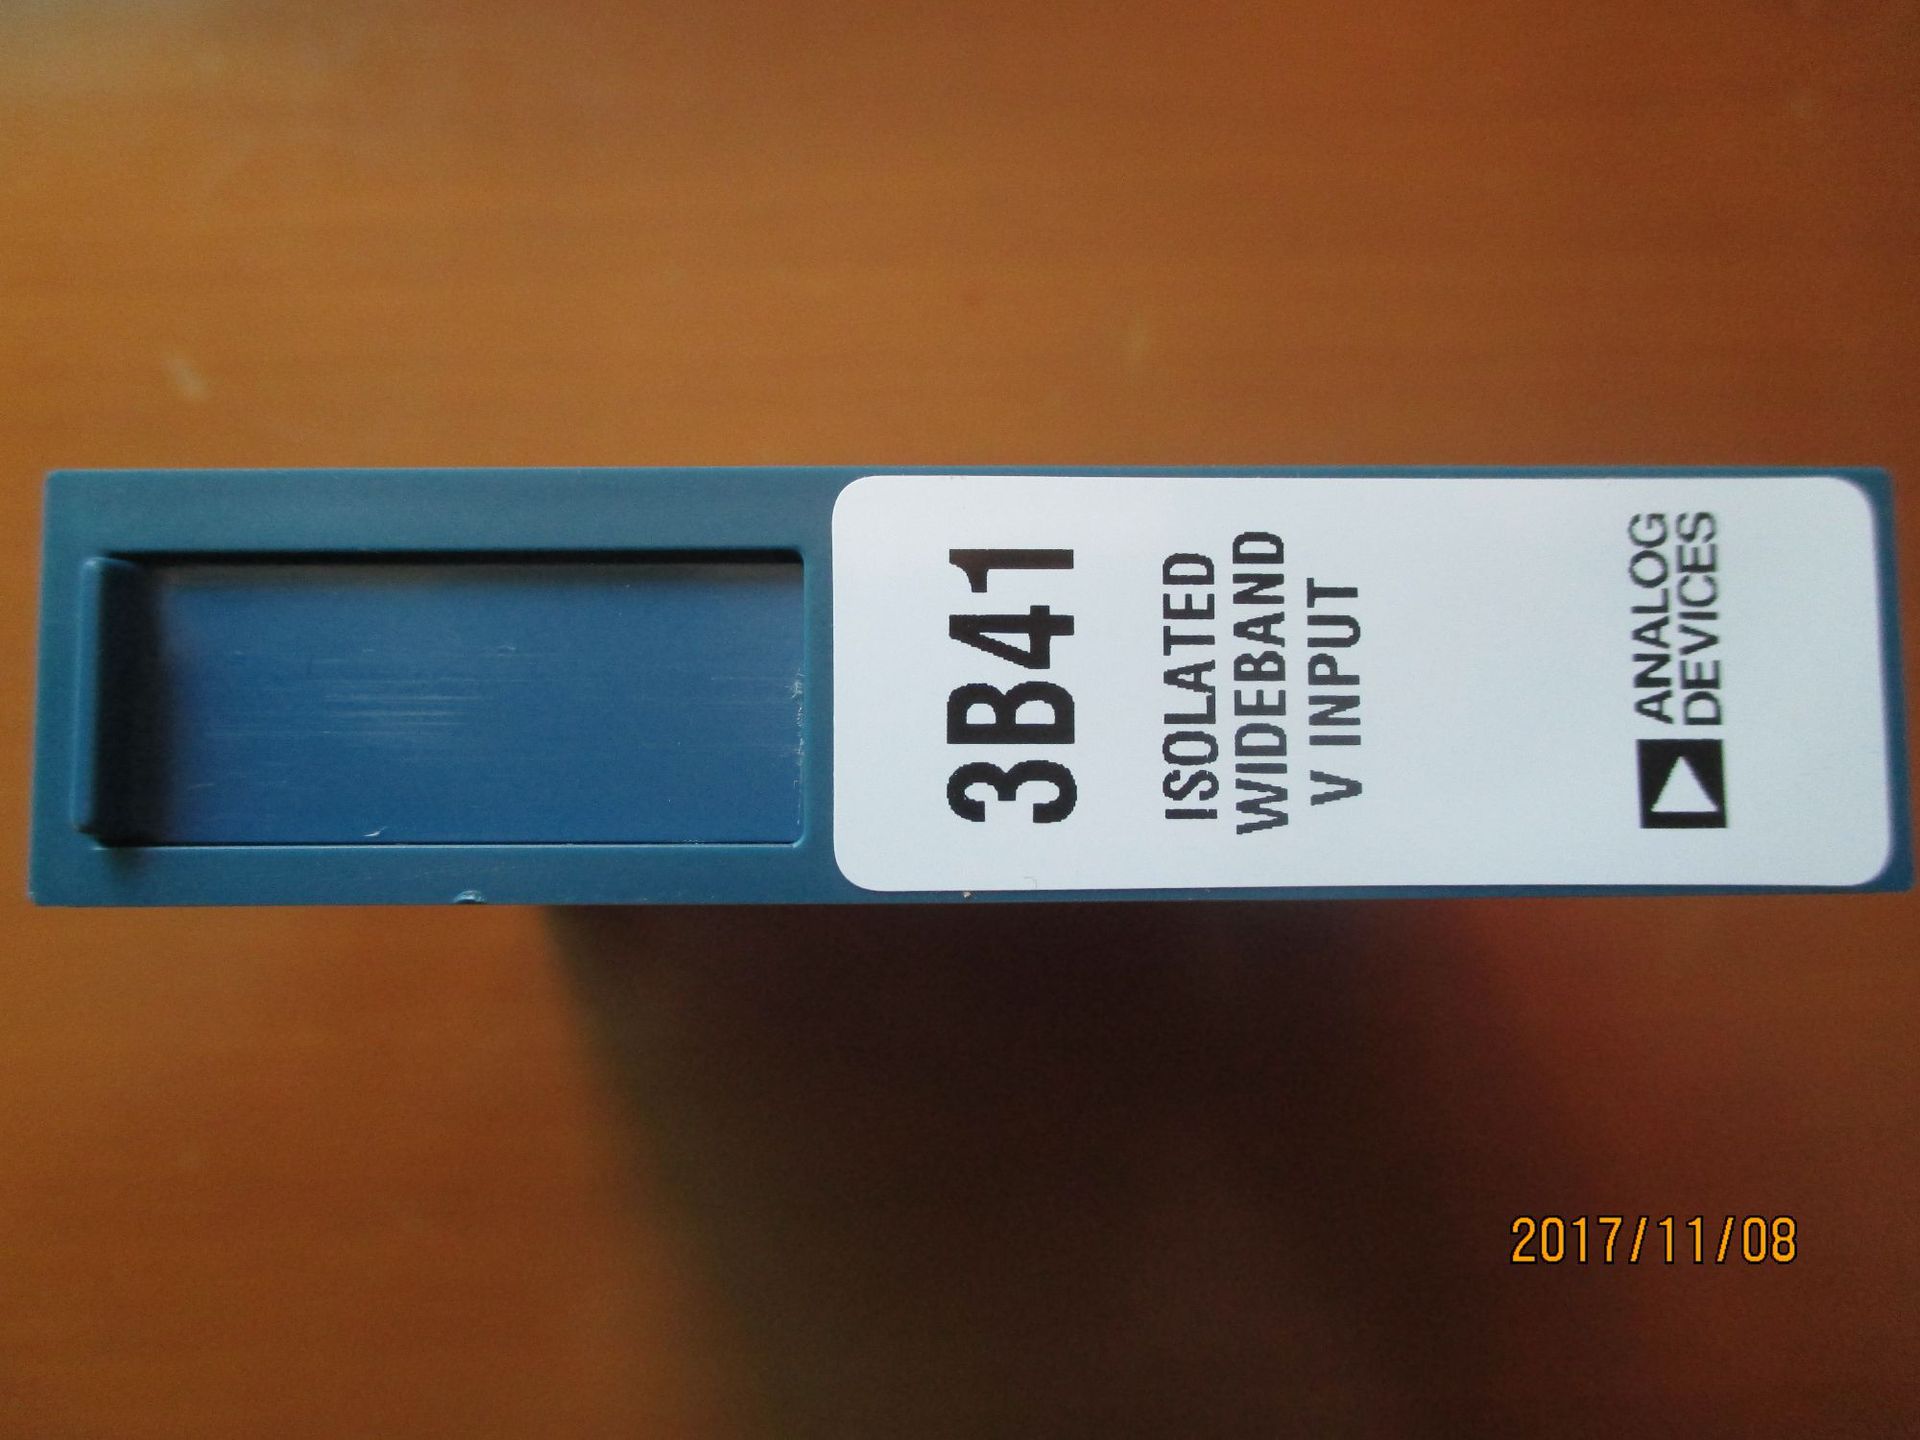 3B41
ISOLATED
WIDEBAND
V INPUT
ANALOG
DEVICES
2017/11/08